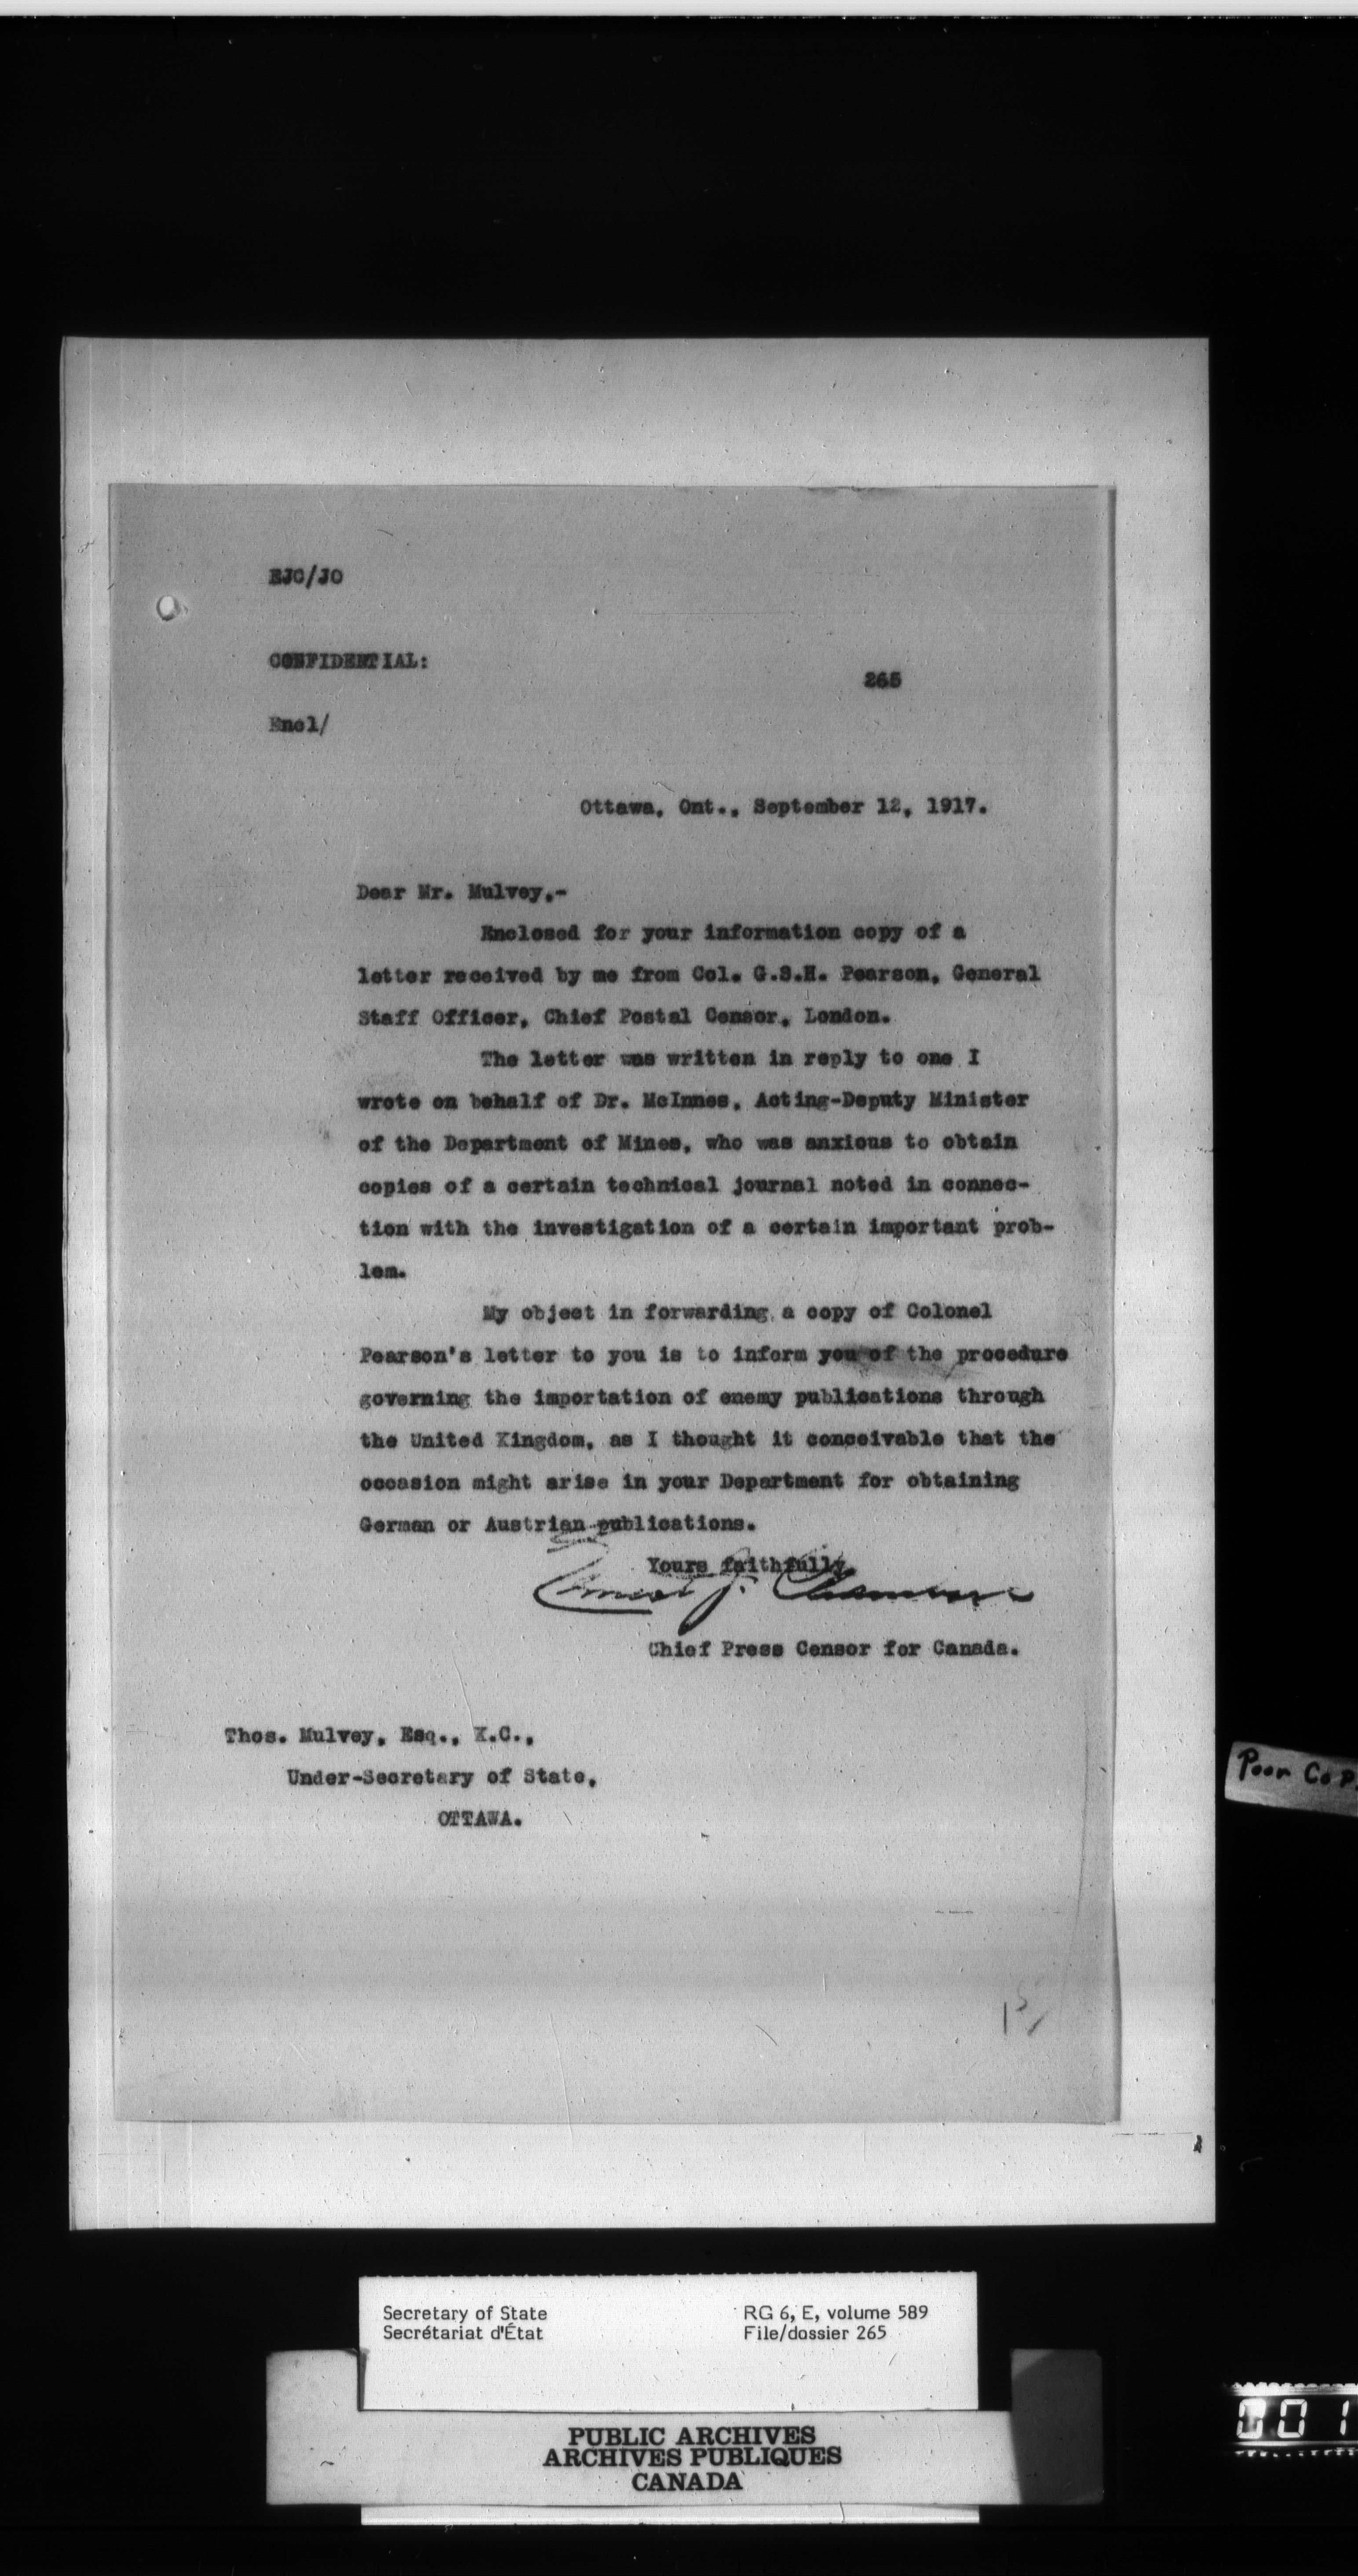 EJC/JO
CONFIDENTIAL:
265
Encl/
Ottawa, Ont., September 12, 1917.
Dear Mr. Mulvey,-
Enclosed for your information copy of a
letter received by me from Col. G.S.H. Pearson, General
Staff Officer, Chief Postal Censor, London.
The letter was written in reply to one I
wrote on behalf of Dr. McInnes, Acting-Deputy Minister
of the Department of Mines, who was anxious to obtain
copies of a certain technical journal noted in connec-
tion with the investigation of a certain important prob-
lem.
My object in forwarding a copy of Colonel
Pearson's letter to you is to inform you of the procedure
governing the importation of enemy publications through
the United Kingdom, as I thought it conceivable that the
occasion might arise in your Department for obtaining
German or Austrian publications.
Yours faithfully,
Ernest J. Chambers
Chief Press Censor for Canada.
Thos. Mulvey, Esq., K.C.,
Under-Secretary of State,
OTTAWA.
Poor Cop
Secretary of State RG 6, E, volume 589
Secrétariat d'État File/dossier 265
PUBLIC ARCHIVES
ARCHIVES PUBLIQUES
CANADA
001